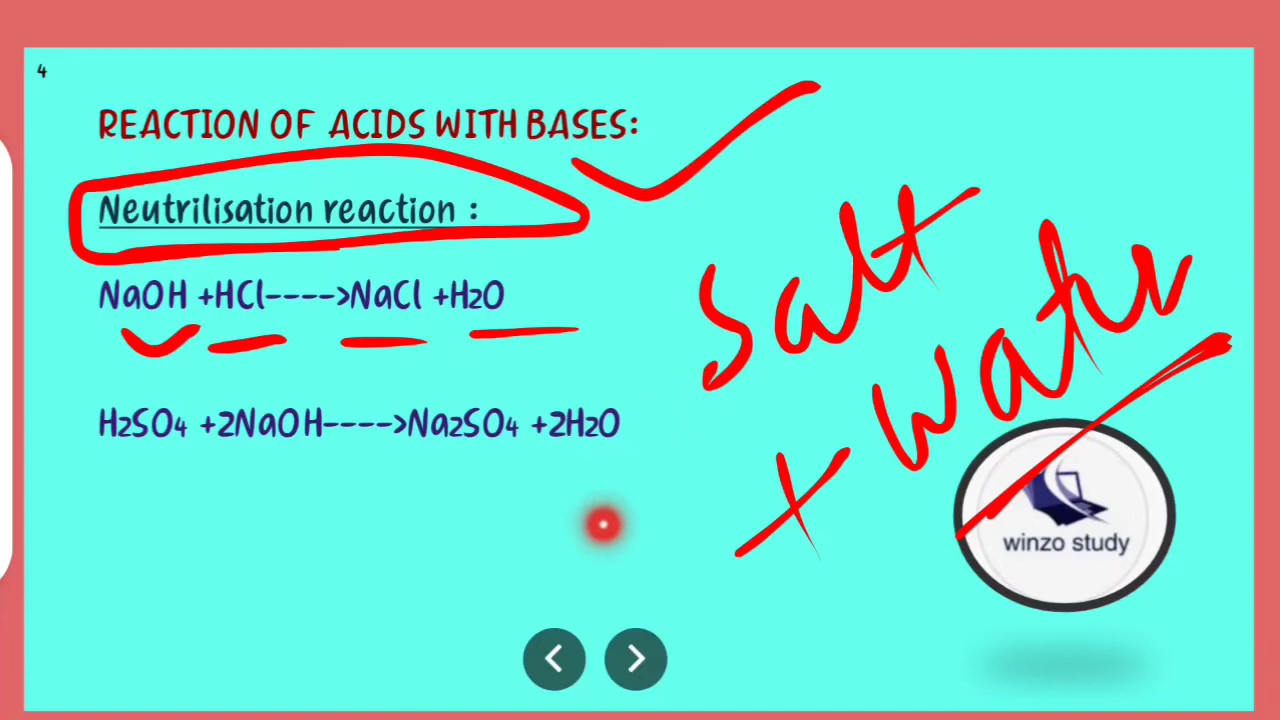 4
REACTION OF ACIDS WITH BASES:
Neutrilisation reaction :
NaOH +HCl---->NaCl +H2O
H2SO4 +2NaOH---->Na2SO4 +2H2O
Salt
+ water
winzo study